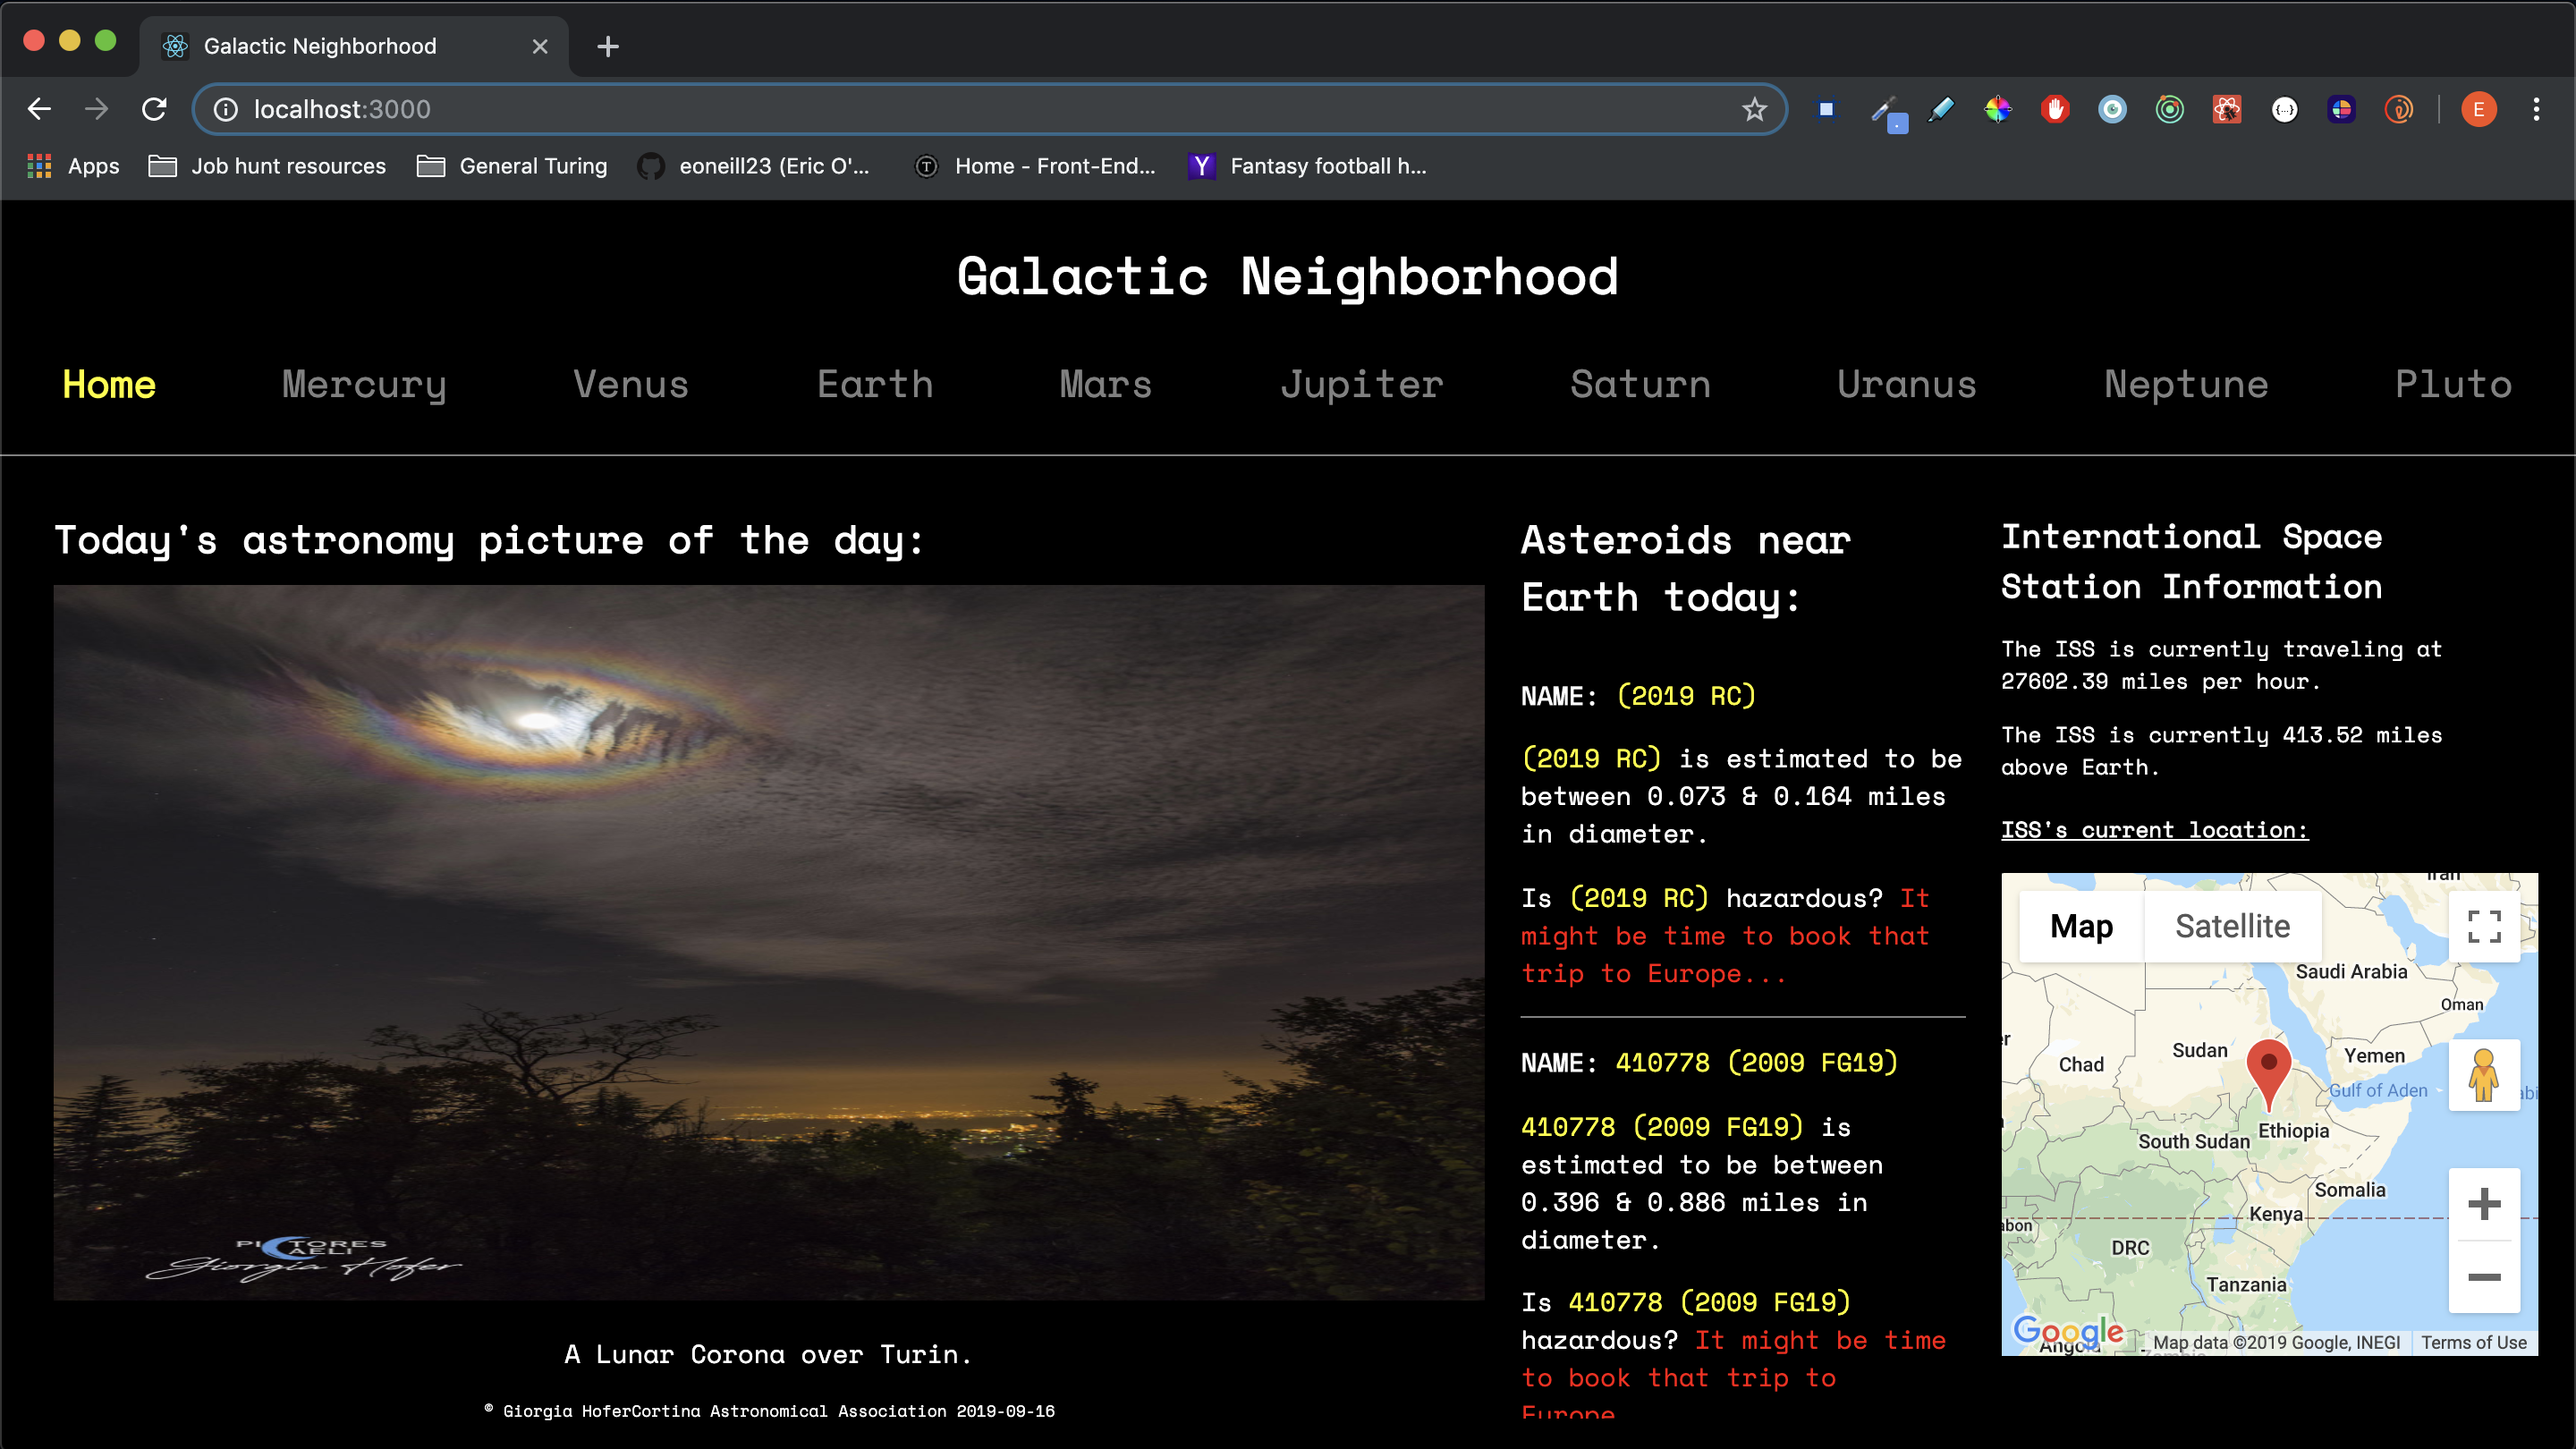 Galactic Neighborhood
localhost:3000
Apps
Job hunt resources
General Turing
eoneill23 (Eric O'...
Home - Front-End...
Fantasy football h...
E
Galactic Neighborhood
Home Mercury Venus Earth Mars Jupiter Saturn Uranus Neptune Pluto
Today's astronomy picture of the day:
PICTORES
CAELI
Giorgia Hofer
A Lunar Corona over Turin.
© Giorgia HoferCortina Astronomical Association 2019-09-16
Asteroids near
Earth today:
NAME: (2019 RC)
(2019 RC) is estimated to be
between 0.073 & 0.164 miles
in diameter.
Is (2019 RC) hazardous? It
might be time to book that
trip to Europe...
NAME: 410778 (2009 FG19)
410778 (2009 FG19) is
estimated to be between
0.396 & 0.886 miles in
diameter.
Is 410778 (2009 FG19)
hazardous? It might be time
to book that trip to
Europe
International Space
Station Information
The ISS is currently traveling at
27602.39 miles per hour.
The ISS is currently 413.52 miles
above Earth.
ISS's current location:
Iran
Map Satellite
Saudi Arabia
Oman
Sudan
Chad
Yemen
Gulf of Aden
Ethiopia
South Sudan
Somalia
Kenya
DRC
Tanzania
Google
Angola
Map data ©2019 Google, INEGI
Terms of Use